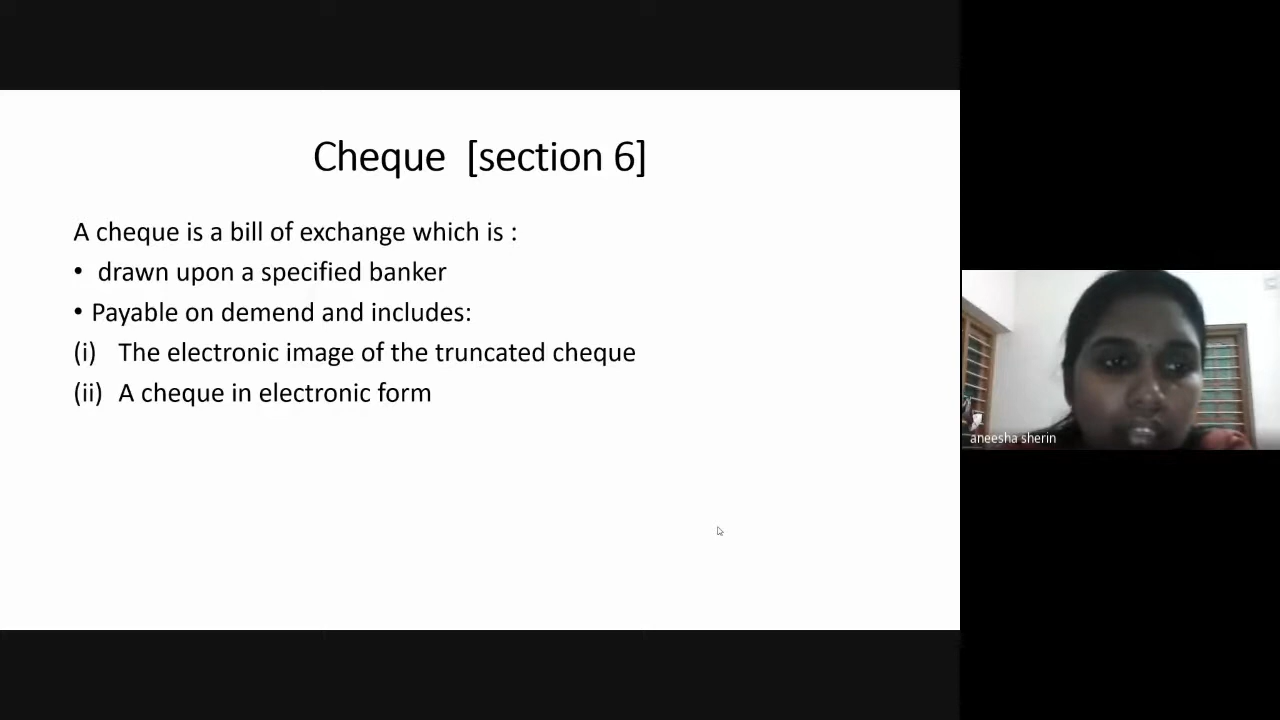 Cheque [section 6]
A cheque is a bill of exchange which is :
• drawn upon a specified banker
• Payable on demend and includes:
(i) The electronic image of the truncated cheque
(ii) A cheque in electronic form
aneesha sherin